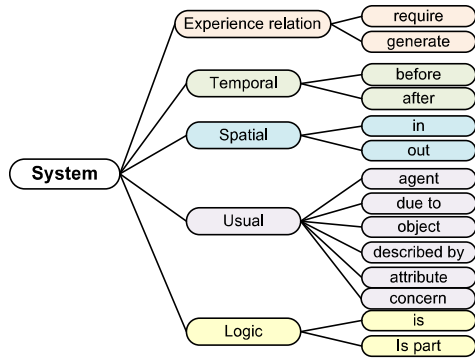 System
Experience relation
require
generate
Temporal
before
after
Spatial
in
out
Usual
agent
due to
object
described by
attribute
concern
Logic
is
Is part